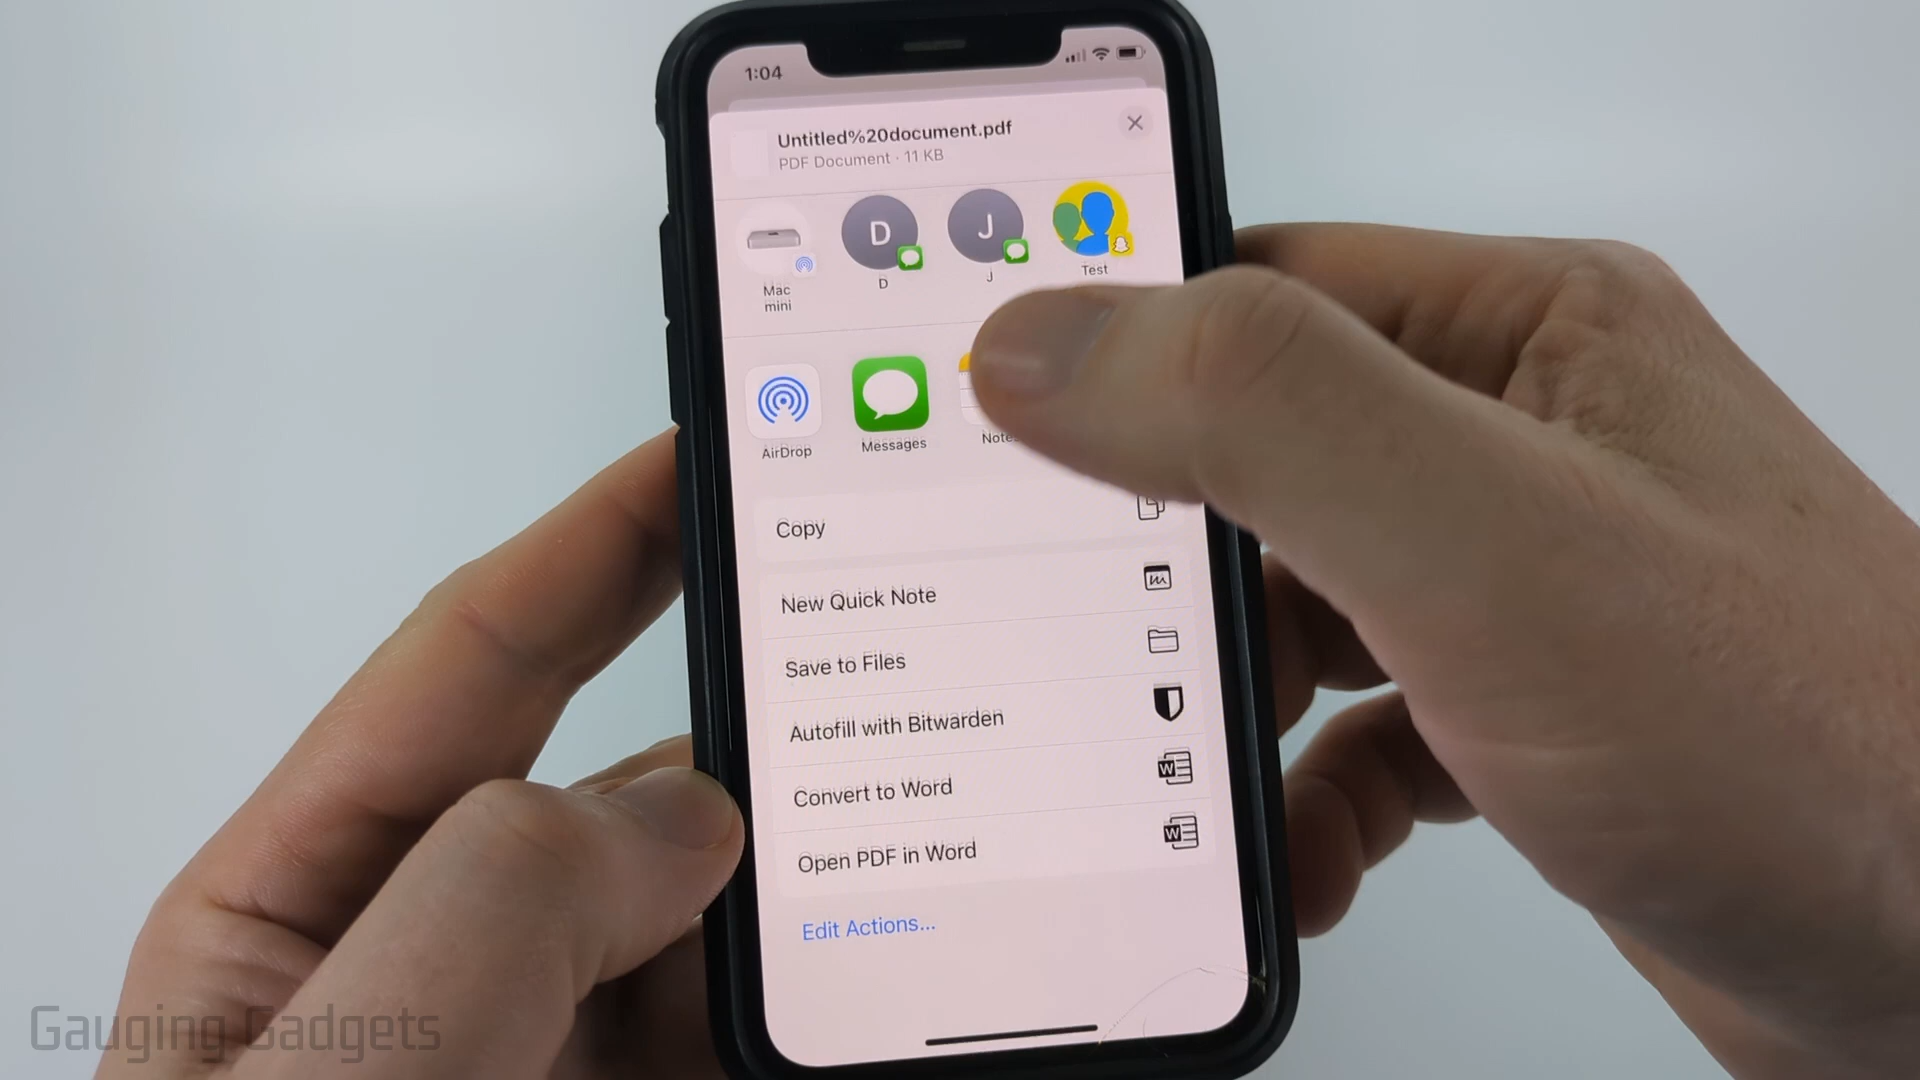 1:04
Untitled%20document.pdf
PDF Document · 11 KB
D
J
Mac
mini
D
J
Test
AirDrop
Messages
Notes
Copy
New Quick Note
Save to Files
Autofill with Bitwarden
Convert to Word
W
Open PDF in Word
W
Edit Actions...
Gauging Gadgets